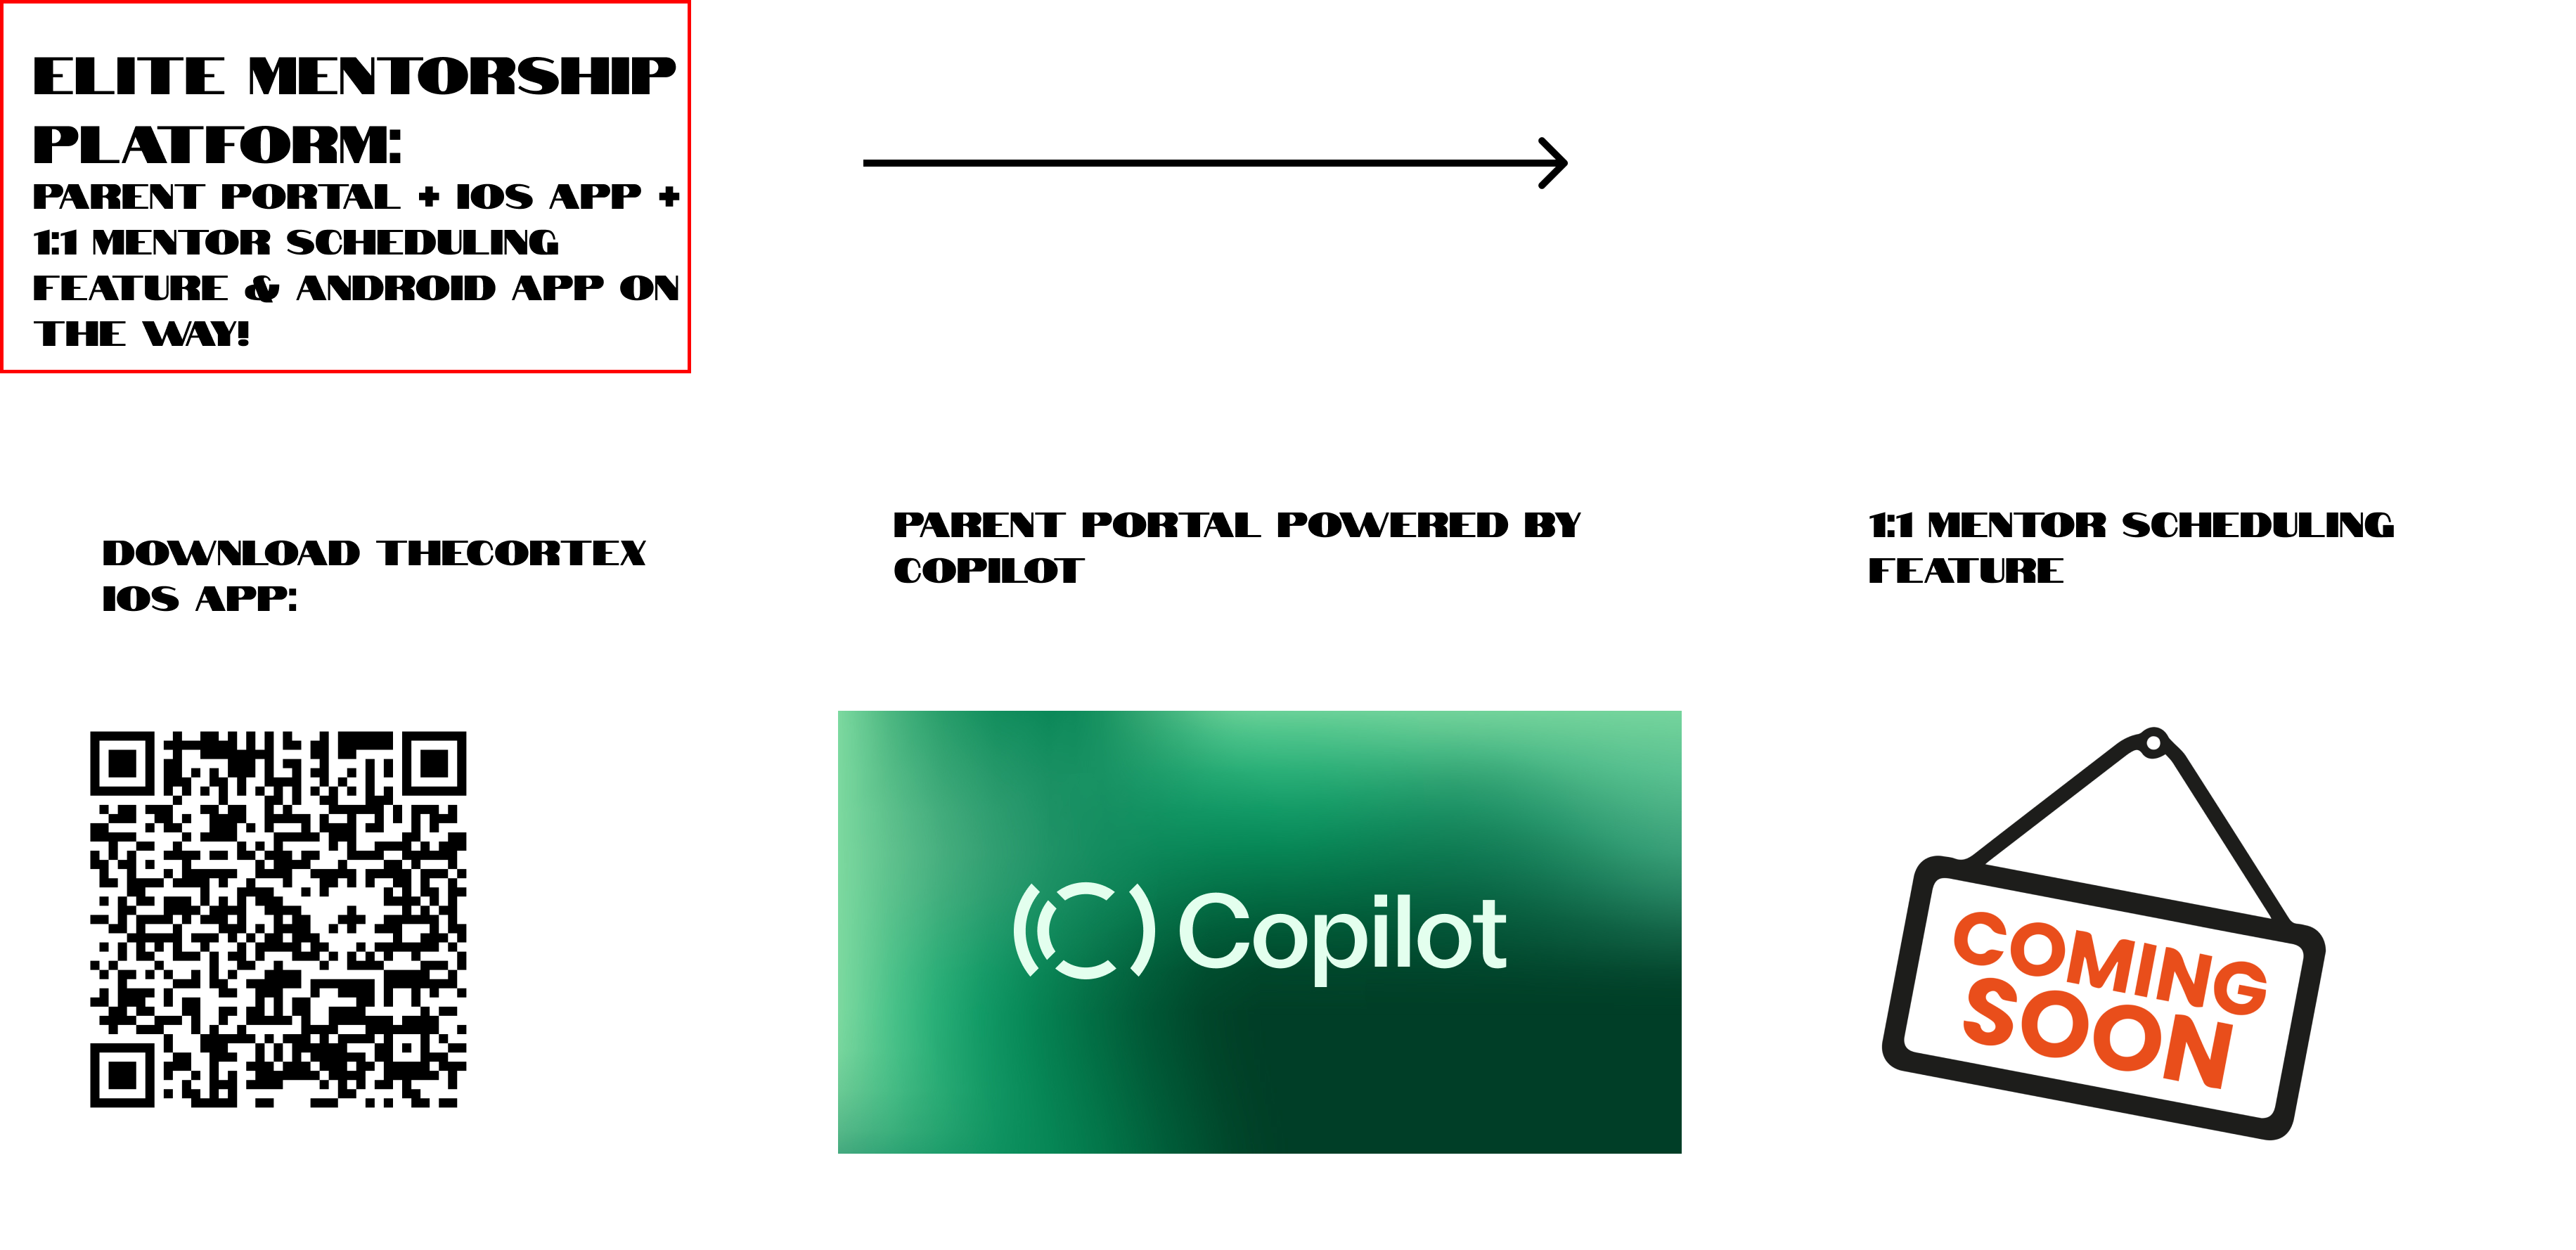 ELITE MENTORSHIP
PLATFORM:
PARENT PORTAL + IOS APP +
1:1 MENTOR SCHEDULING
FEATURE & ANDROID APP ON
THE WAY!
DOWNLOAD THECORTEX
IOS APP:
PARENT PORTAL POWERED BY
COPILOT
1:1 MENTOR SCHEDULING
FEATURE
Copilot
COMING
SOON